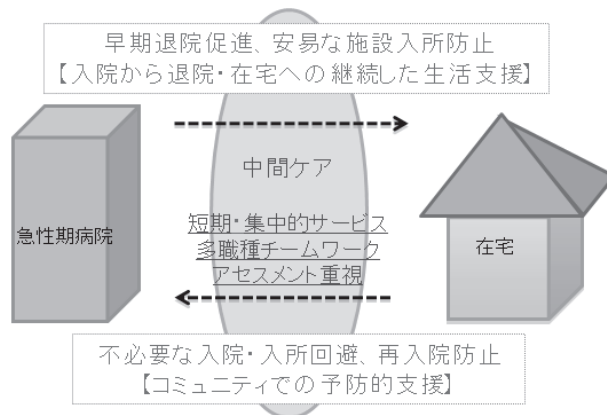 早期退院促進、安易な施設入所防止
【入院から退院・在宅への継続した生活支援】
中間ケア
急性期病院
短期・集中的サービス
多職種チームワーク
アセスメント重視
在宅
不必要な入院・入所回避、再入院防止
【コミュニティでの予防的支援】